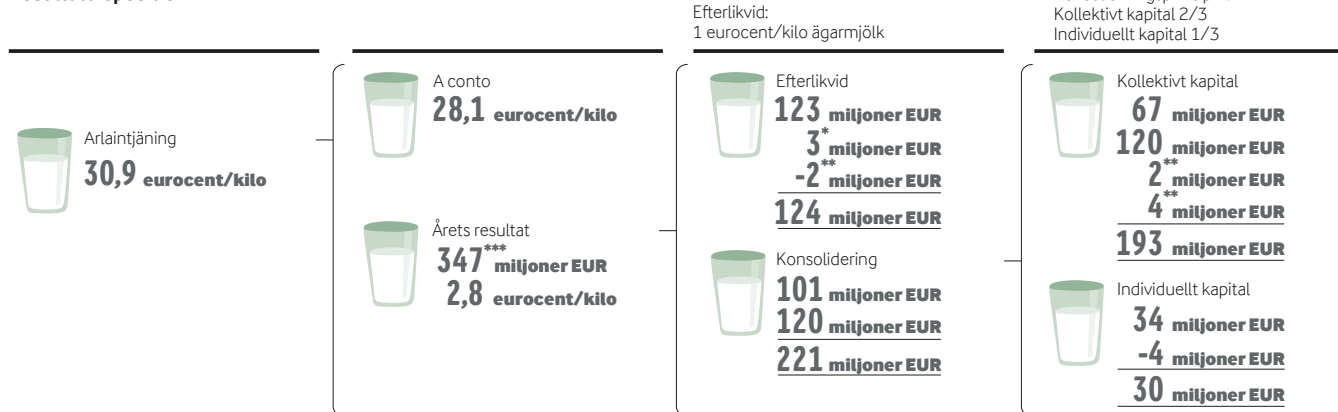 Efterlikvid:
1 eurocent/kilo ägarmjölk
Kollektivt kapital 2/3
Individuellt kapital 1/3
Arlaintjäning
30,9 eurocent/kilo
A conto
28,1 eurocent/kilo
Årets resultat
347*** miljoner EUR
2,8 eurocent/kilo
Efterlikvid
123 miljoner EUR
3* miljoner EUR
-2** miljoner EUR
124 miljoner EUR
Konsolidering
101 miljoner EUR
120 miljoner EUR
221 miljoner EUR
Kollektivt kapital
67 miljoner EUR
120 miljoner EUR
2** miljoner EUR
4** miljoner EUR
193 miljoner EUR
Individuellt kapital
34 miljoner EUR
-4 miljoner EUR
30 miljoner EUR